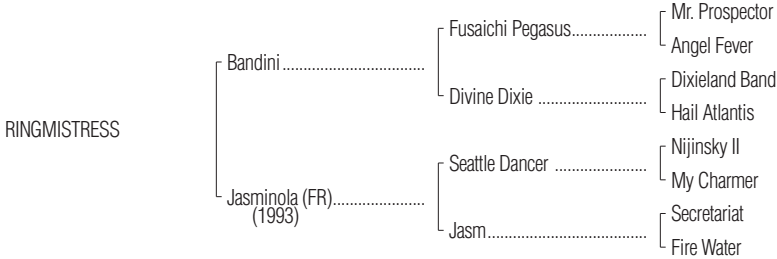 Mr. Prospector
Fusaichi Pegasus...................
Angel Fever
Bandini..................................
Dixieland Band
Divine Dixie ...........................
Hail Atlantis
RINGMISTRESS
Nijinsky II
Seattle Dancer .......................
My Charmer
Jasminola (FR)......................
(1993)
Secretariat
Jasm........................................
Fire Water